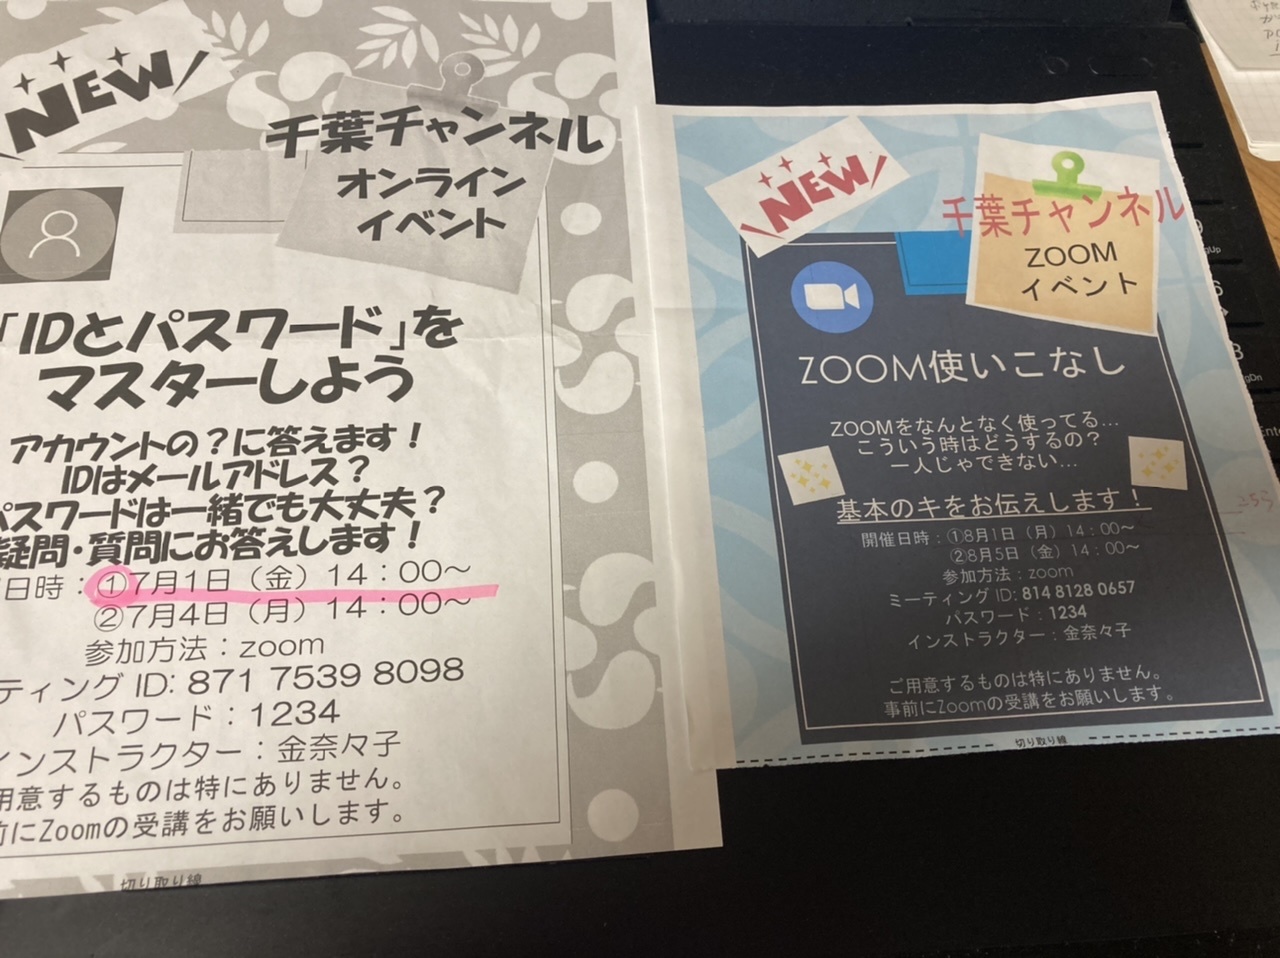 NEW
千葉チャンネル
オンライン
イベント
「IDとパスワード」を
マスターしよう
アカウントの？に答えます！
IDはメールアドレス？
パスワードは一緒でも大丈夫？
疑問・質問にお答えします！
日時：①7月1日（金）14：00～
②7月4日（月）14：00～
参加方法：zoom
ティング ID: 871 7539 8098
パスワード：1234
インストラクター：金奈々子
用意するものは特にありません。
前にZoomの受講をお願いします。
切り取り線
NEW
千葉チャンネル
ZOOM
イベント
ZOOM使いこなし
ZOOMをなんとなく使ってる…
こういう時はどうするの？
一人じゃできない…
基本のキをお伝えします！
開催日時：①8月1日（月）14：00～
②8月5日（金）14：00～
参加方法：zoom
ミーティング ID: 814 8128 0657
パスワード：1234
インストラクター：金奈々子
ご用意するものは特にありません。
事前にZoomの受講をお願いします。
切り取り線